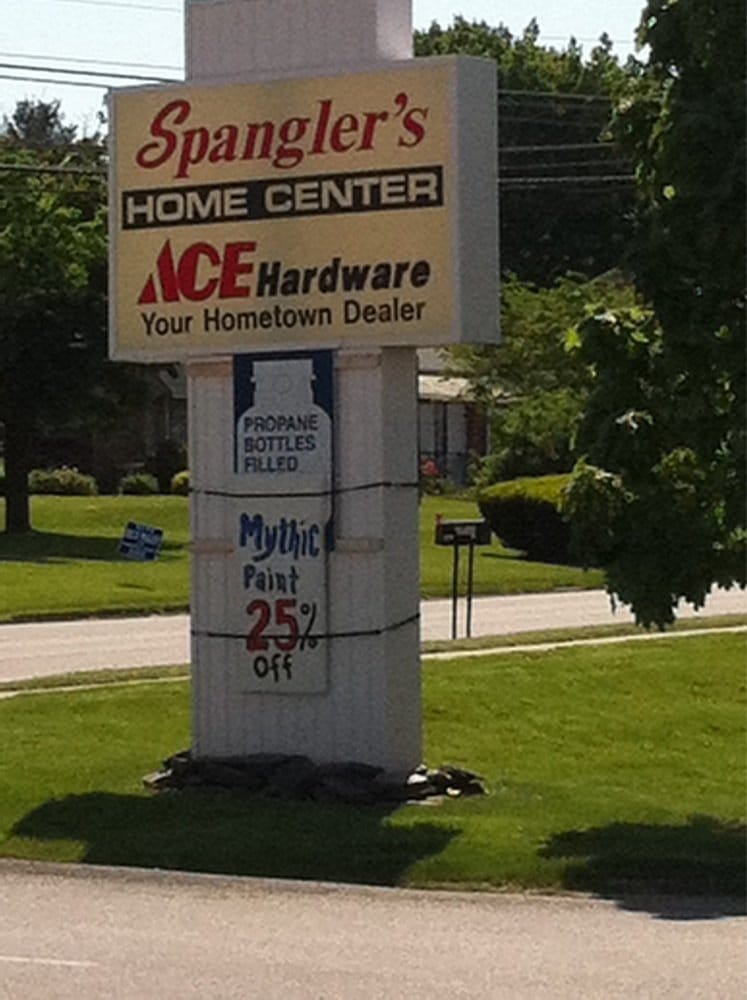 Spangler's
HOME CENTER
ACE Hardware
Your Hometown Dealer
PROPANE
BOTTLES
FILLED
Mythic
Paint
25%
Off